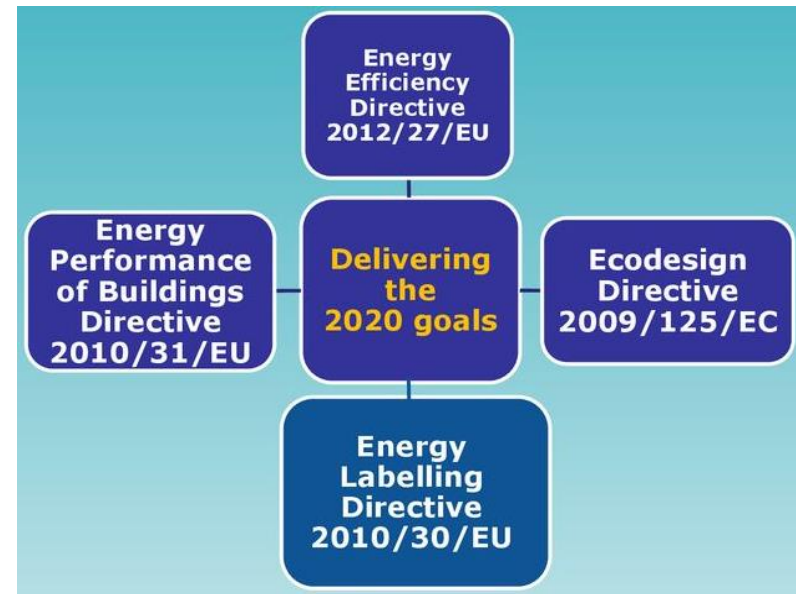 Energy
Efficiency
Directive
2012/27/EU
Energy
Performance
of Buildings
Directive
2010/31/EU
Delivering
the
2020 goals
Ecodesign
Directive
2009/125/EC
Energy
Labelling
Directive
2010/30/EU